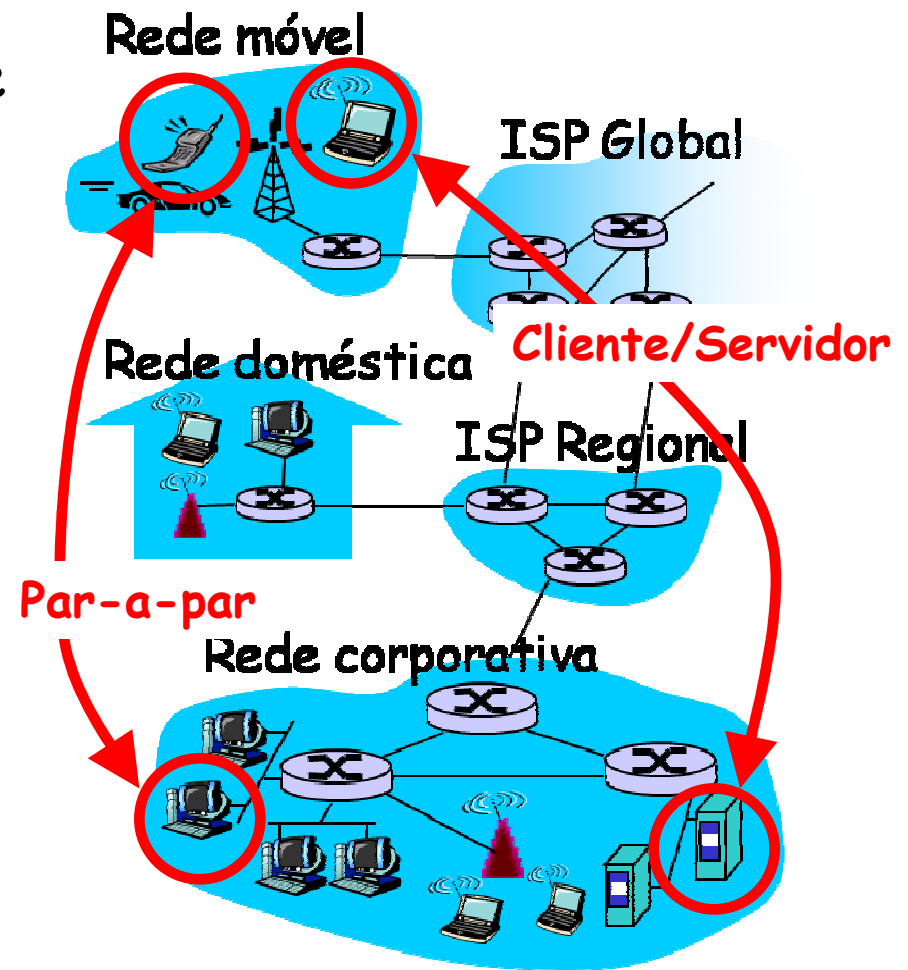 Rede móvel
ISP Global
Cliente/Servidor
Rede doméstica
ISP Regional
Par-a-par
Rede corporativa